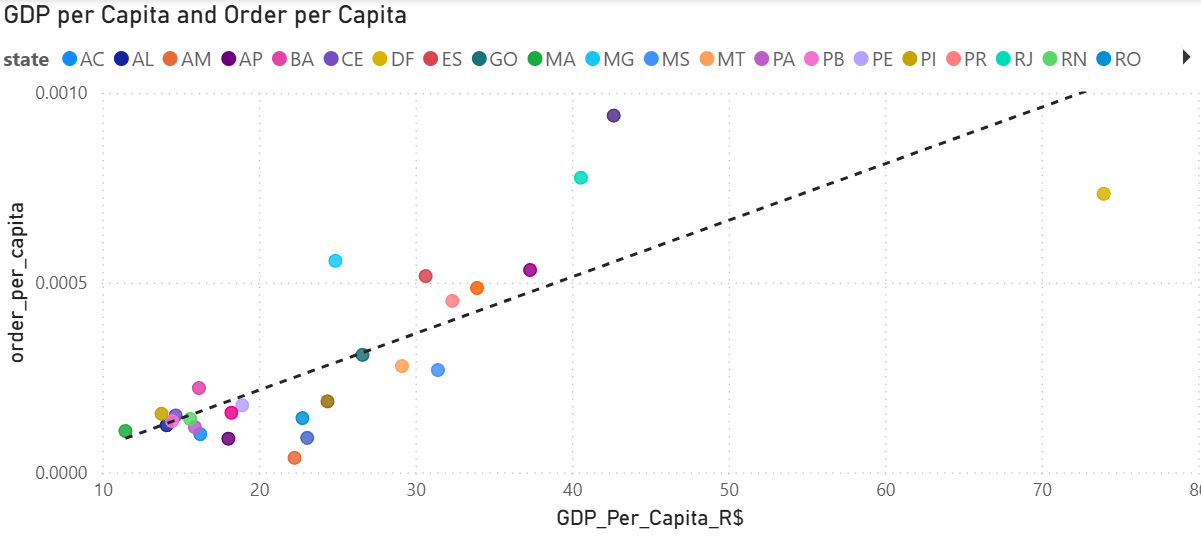 GDP per Capita and Order per Capita
state AC AL AM AP BA CE DF ES GO MA MG MS MT PA PB PE PI PR RJ RN RO
0.0010
0.0005
0.0000
order_per_capita
10 20 30 40 50 60 70 80
GDP_Per_Capita_R$